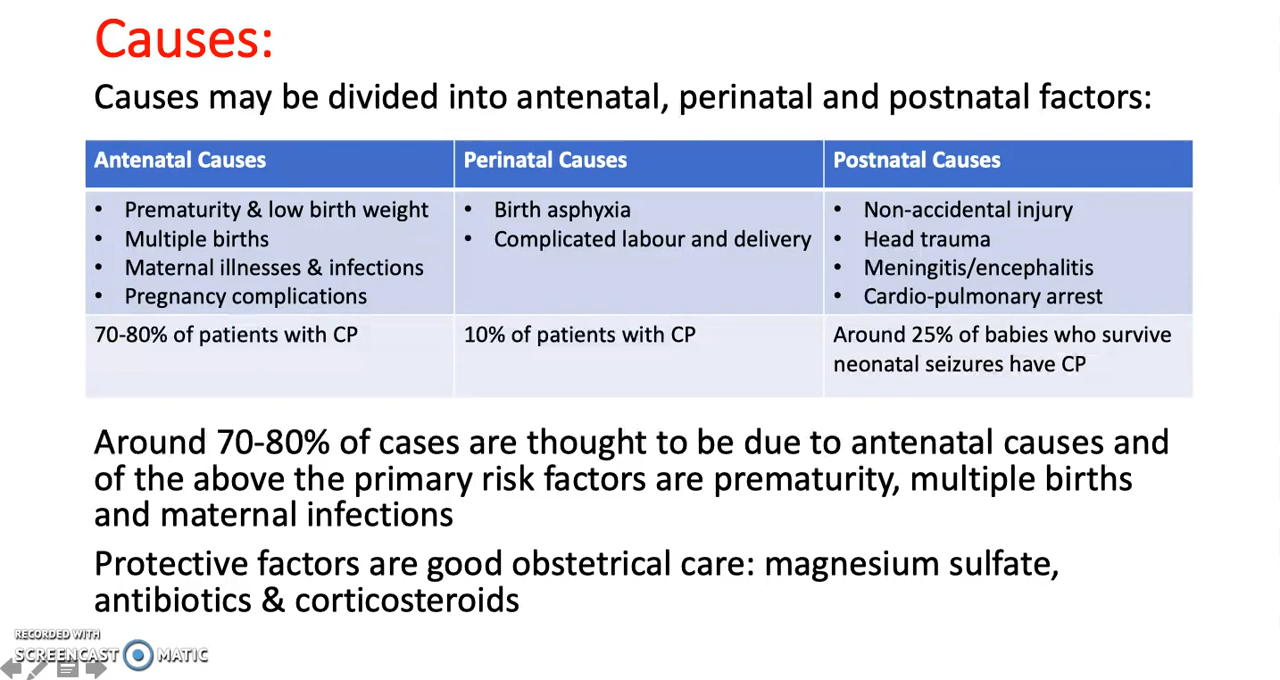 Causes:
Causes may be divided into antenatal, perinatal and postnatal factors:
Antenatal Causes
Perinatal Causes
Postnatal Causes
• Prematurity & low birth weight
• Multiple births
• Maternal illnesses & infections
• Pregnancy complications
• Birth asphyxia
• Complicated labour and delivery
• Non-accidental injury
• Head trauma
• Meningitis/encephalitis
• Cardio-pulmonary arrest
70-80% of patients with CP
10% of patients with CP
Around 25% of babies who survive
neonatal seizures have CP
Around 70-80% of cases are thought to be due to antenatal causes and
of the above the primary risk factors are prematurity, multiple births
and maternal infections
Protective factors are good obstetrical care: magnesium sulfate,
antibiotics & corticosteroids
RECORDED WITH
SCREENCAST MATIC